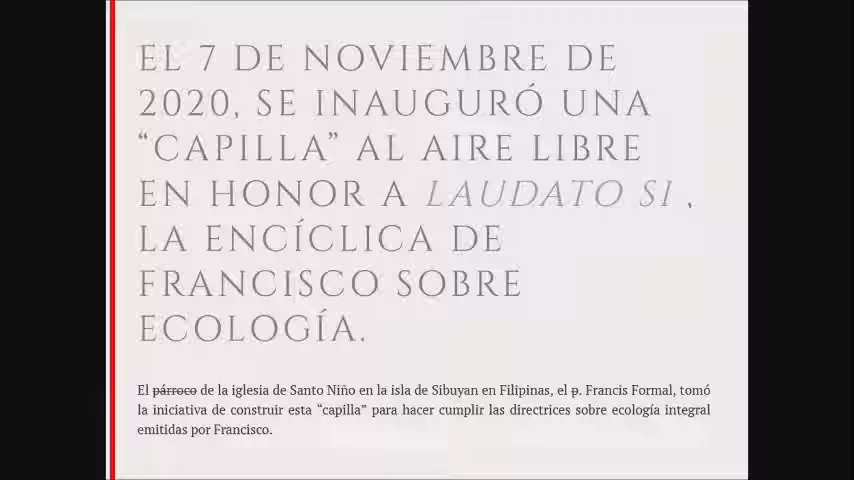 EL 7 DE NOVIEMBRE DE
2020, SE INAUGURÓ UNA
“CAPILLA” AL AIRE LIBRE
EN HONOR A LAUDATO SI ,
LA ENCÍCLICA DE
FRANCISCO SOBRE
ECOLOGÍA.
El párroco de la iglesia de Santo Niño en la isla de Sibuyan en Filipinas, el p. Francis Formal, tomó
la iniciativa de construir esta “capilla” para hacer cumplir las directrices sobre ecología integral
emitidas por Francisco.